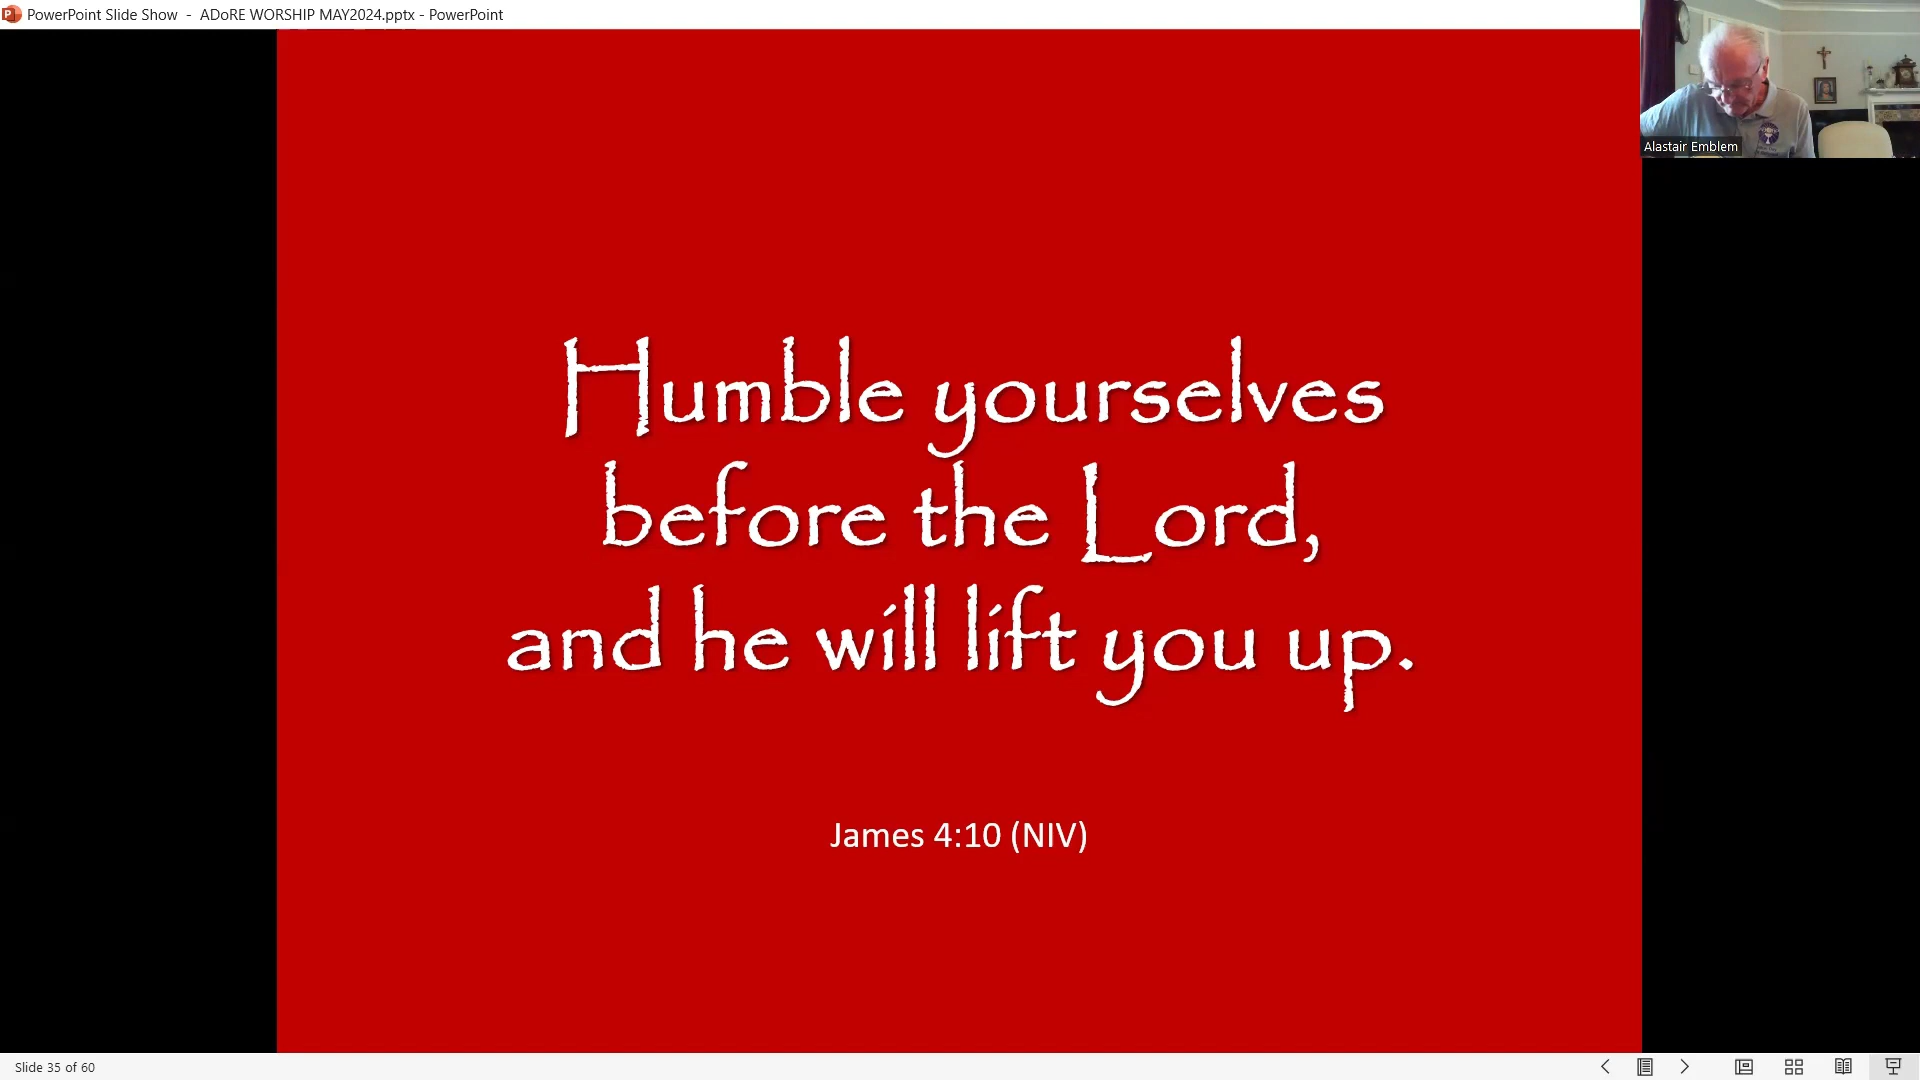 PowerPoint Slide Show - ADoRE WORSHIP MAY2024.pptx - PowerPoint
Alastair Emblem
Humble yourselves
before the Lord,
and he will lift you up.
James 4:10 (NIV)
Slide 35 of 60